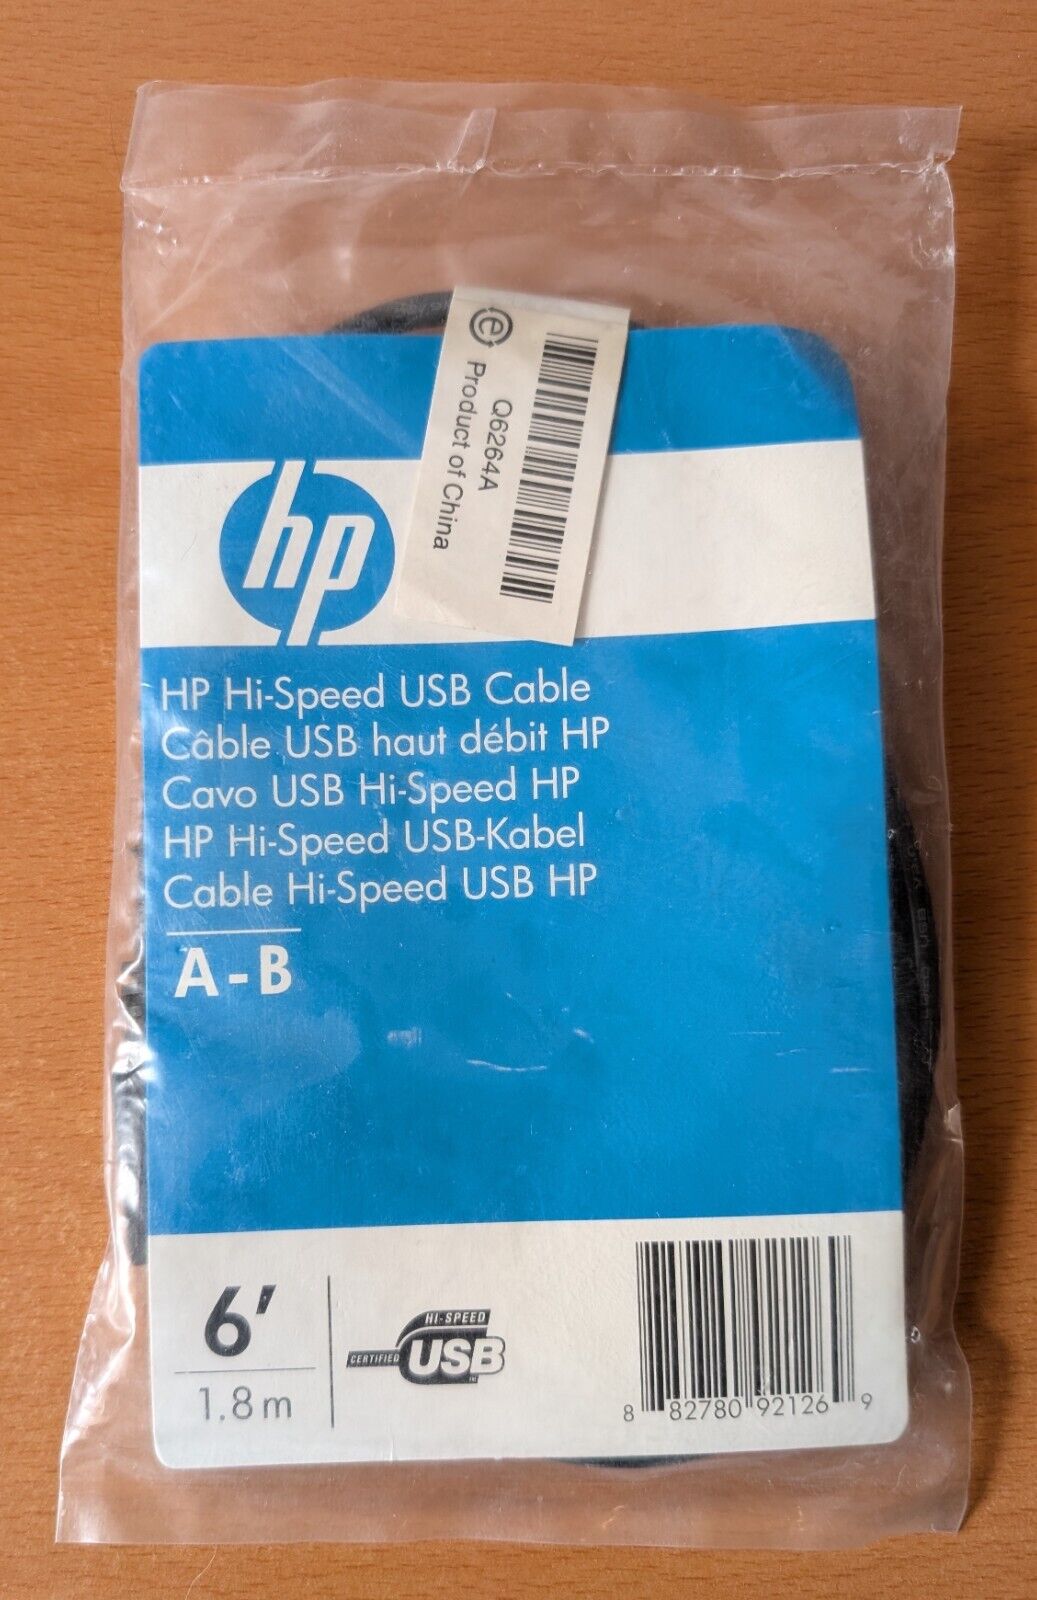 e
Product of China
Q6264A
hp
HP Hi-Speed USB Cable
Câble USB haut débit HP
Cavo USB Hi-Speed HP
HP Hi-Speed USB-Kabel
Cable Hi-Speed USB HP
A-B
6'
1.8 m
HI-SPEED
CERTIFIED USB
8 82780 92126 9